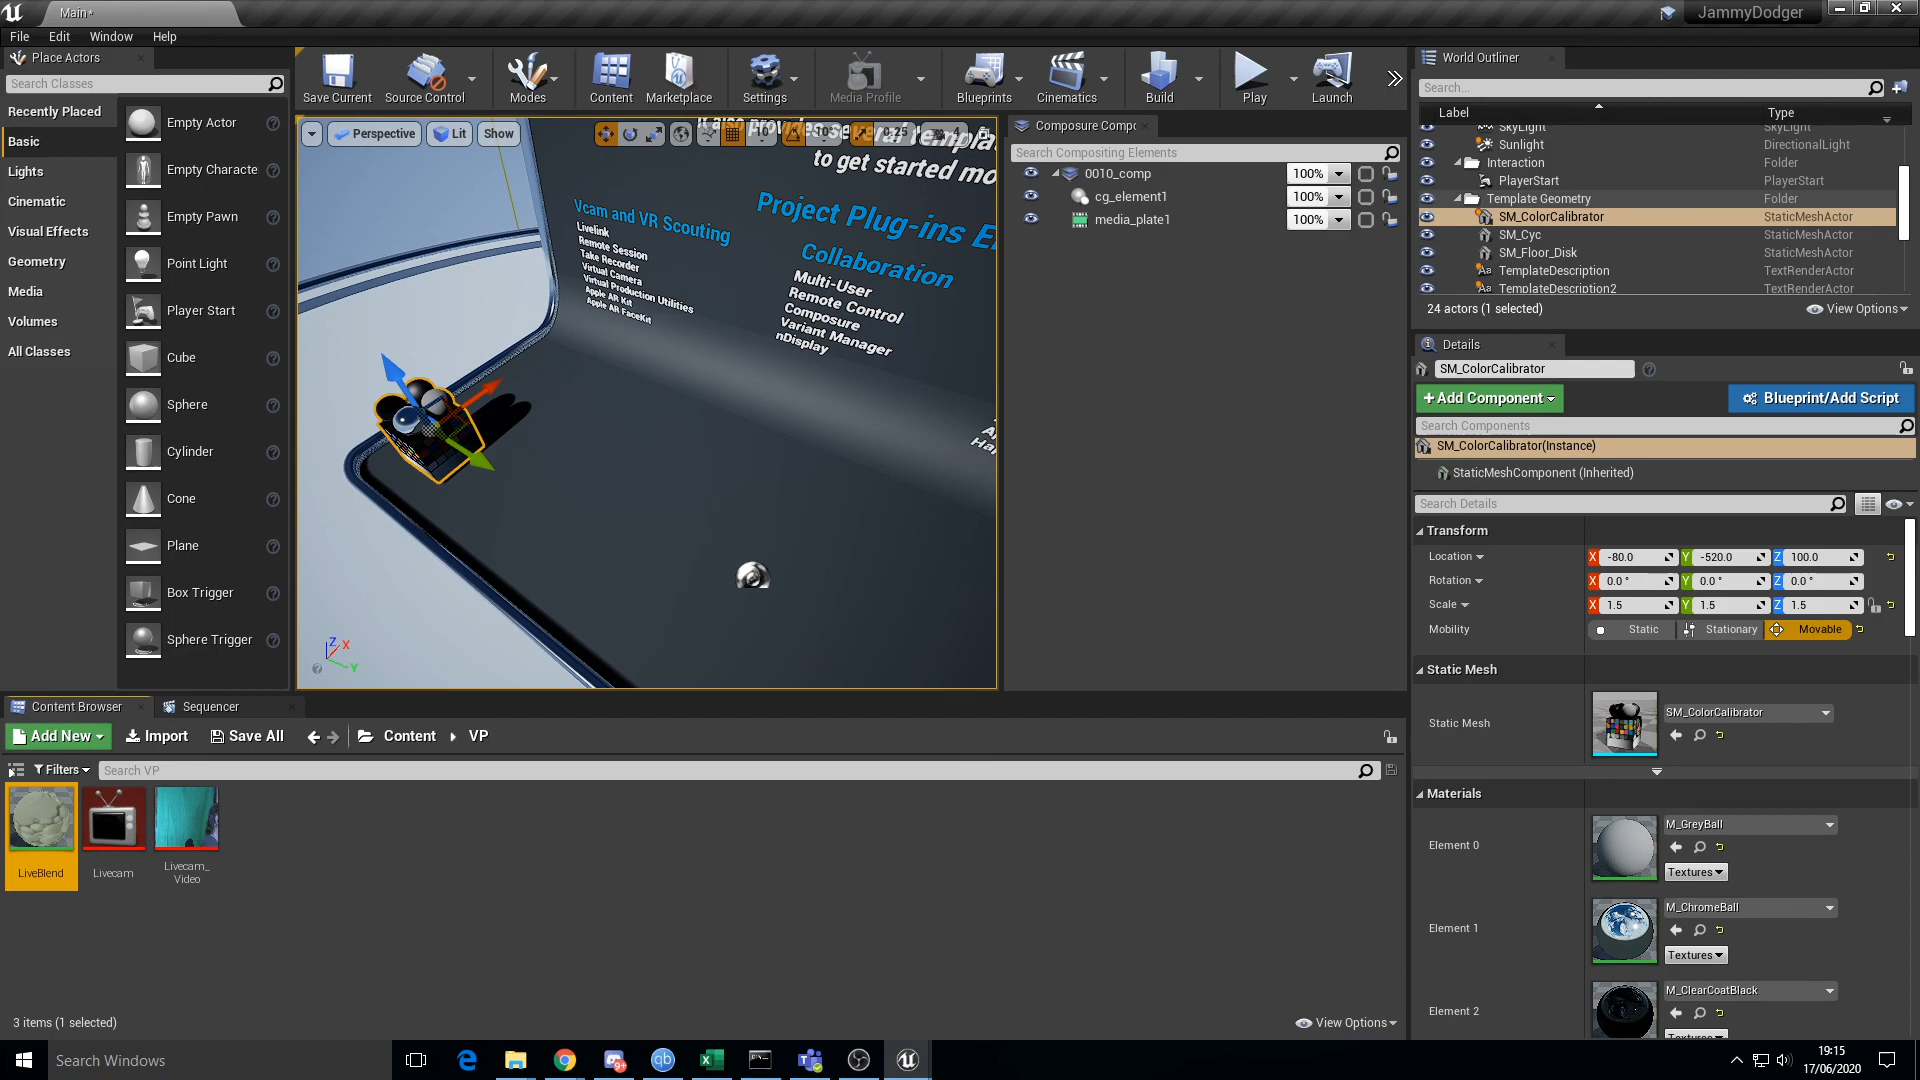 Main*
JammyDodger
File Edit Window Help
Place Actors
Search Classes
Recently Placed
Basic
Lights
Cinematic
Visual Effects
Geometry
Media
Volumes
All Classes
Empty Actor
Empty Characte
Empty Pawn
Point Light
Player Start
Cube
Sphere
Cylinder
Cone
Plane
Box Trigger
Sphere Trigger
Save Current
Source Control
Modes
Content
Marketplace
Settings
Media Profile
Blueprints
Cinematics
Build
Play
Launch
Perspective
Lit
Show
10
10°
0.25
4
to get started mo
Vcam and VR Scouting
Livelink
Remote Session
Take Recorder
Virtual Camera
Virtual Production Utilities
Apple AR Kit
Apple AR FaceKit
Project Plug-ins E
Collaboration
Multi-User
Remote Control
Composure
Variant Manager
nDisplay
Z X
Y
Composure Compo
Search Compositing Elements
0010_comp 100%
cg_element1 100%
media_plate1 100%
World Outliner
Search...
Label Type
SkyLight SkyLight
Sunlight DirectionalLight
Interaction Folder
PlayerStart PlayerStart
Template Geometry Folder
SM_ColorCalibrator StaticMeshActor
SM_Cyc StaticMeshActor
SM_Floor_Disk StaticMeshActor
TemplateDescription TextRenderActor
TemplateDescription2 TextRenderActor
24 actors (1 selected)
View Options
Details
SM_ColorCalibrator
+Add Component
Blueprint/Add Script
Search Components
SM_ColorCalibrator(Instance)
StaticMeshComponent (Inherited)
Search Details
Transform
Location X -80.0 Y -520.0 Z 100.0
Rotation X 0.0 ° Y 0.0 ° Z 0.0 °
Scale X 1.5 Y 1.5 Z 1.5
Mobility Static Stationary Movable
Static Mesh
Static Mesh SM_ColorCalibrator
Materials
Element 0 M_GreyBall
Textures
Element 1 M_ChromeBall
Textures
Element 2 M_ClearCoatBlack
Content Browser
Sequencer
Add New
Import
Save All
Content
VP
Filters
Search VP
LiveBlend
Livecam
Livecam_
Video
3 items (1 selected)
View Options
Search Windows
19:15
17/06/2020